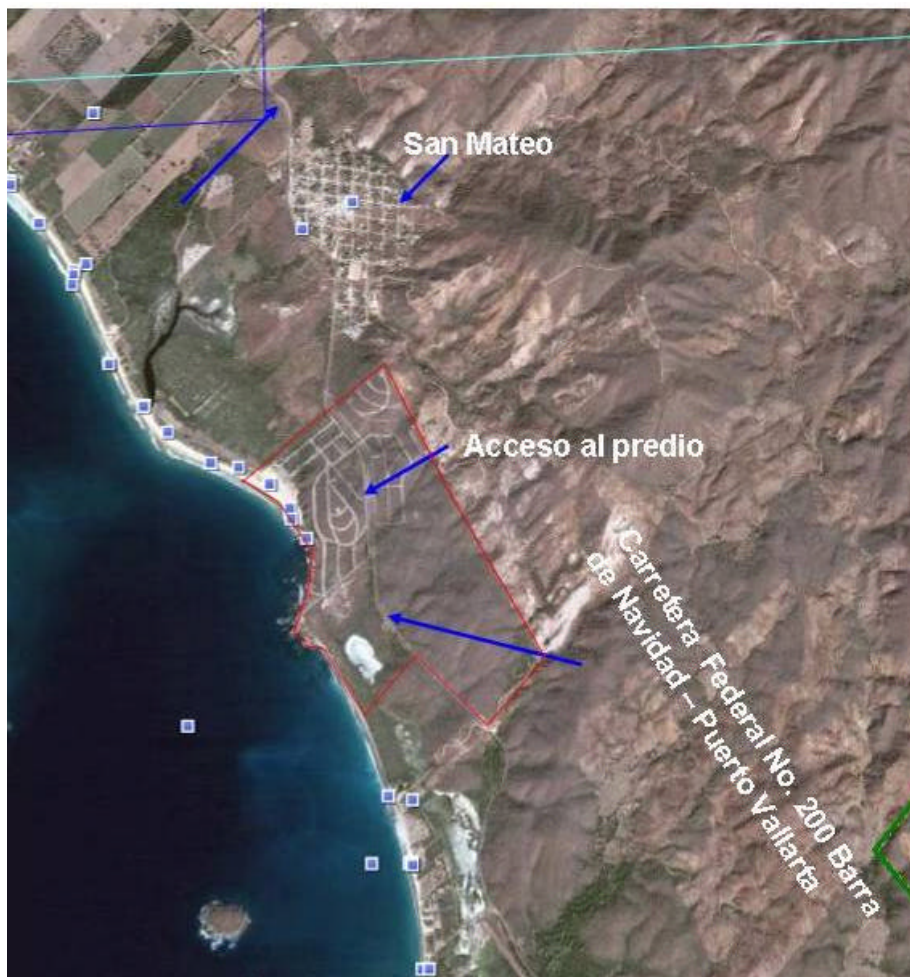 San Mateo
Acceso al predio
Carretera Federal No. 200 Barra
de Navidad – Puerto Vallarta